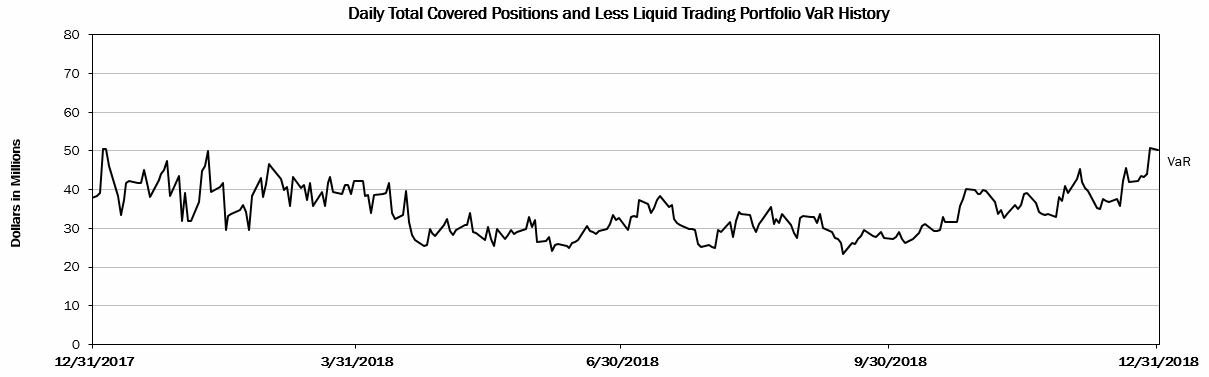 Daily Total Covered Positions and Less Liquid Trading Portfolio VaR History
Dollars in Millions
80
70
60
50
40
30
20
10
0
VaR
12/31/2017 3/31/2018 6/30/2018 9/30/2018 12/31/2018